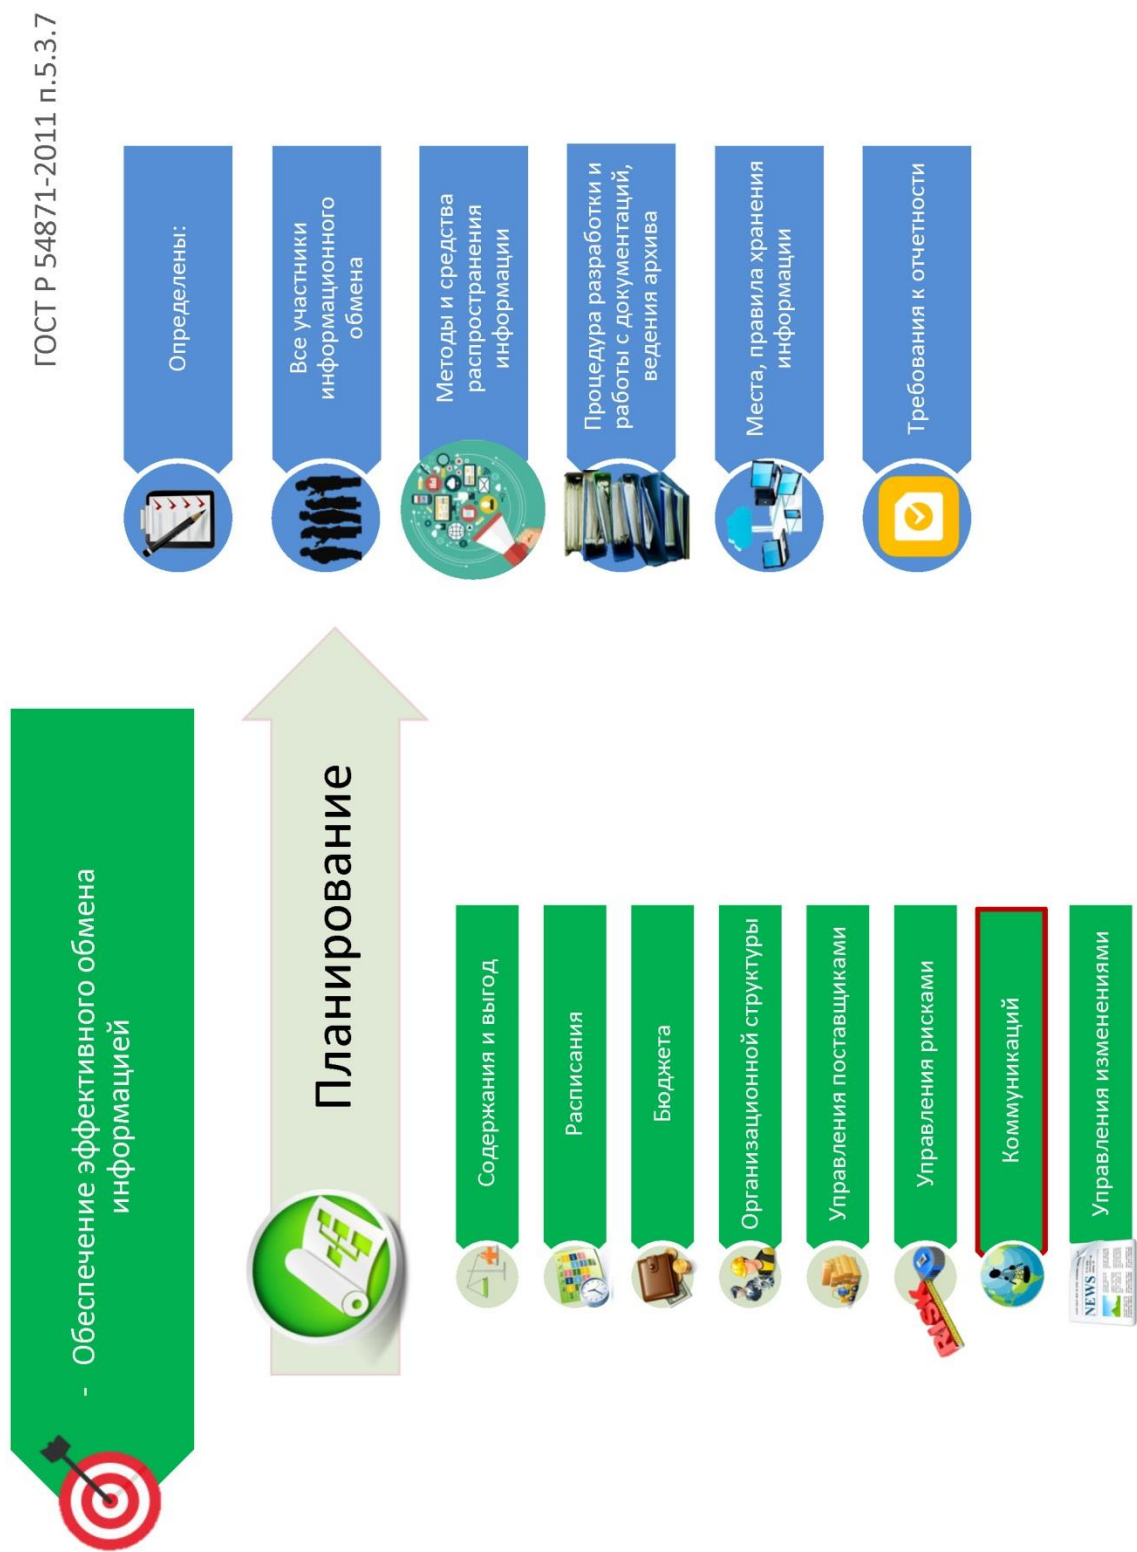 ГОСТ Р 54871-2011 п.5.3.7
- Обеспечение эффективного обмена
информацией
Планирование
Содержания и выгод
Расписания
Бюджета
Организационной структуры
Управления поставщиками
RISK
Управления рисками
Коммуникаций
NEWS
Управления изменениями
Определены:
Все участники
информационного
обмена
Методы и средства
распространения
информации
Процедура разработки и
работы с документаций,
ведения архива
Места, правила хранения
информации
Требования к отчетности